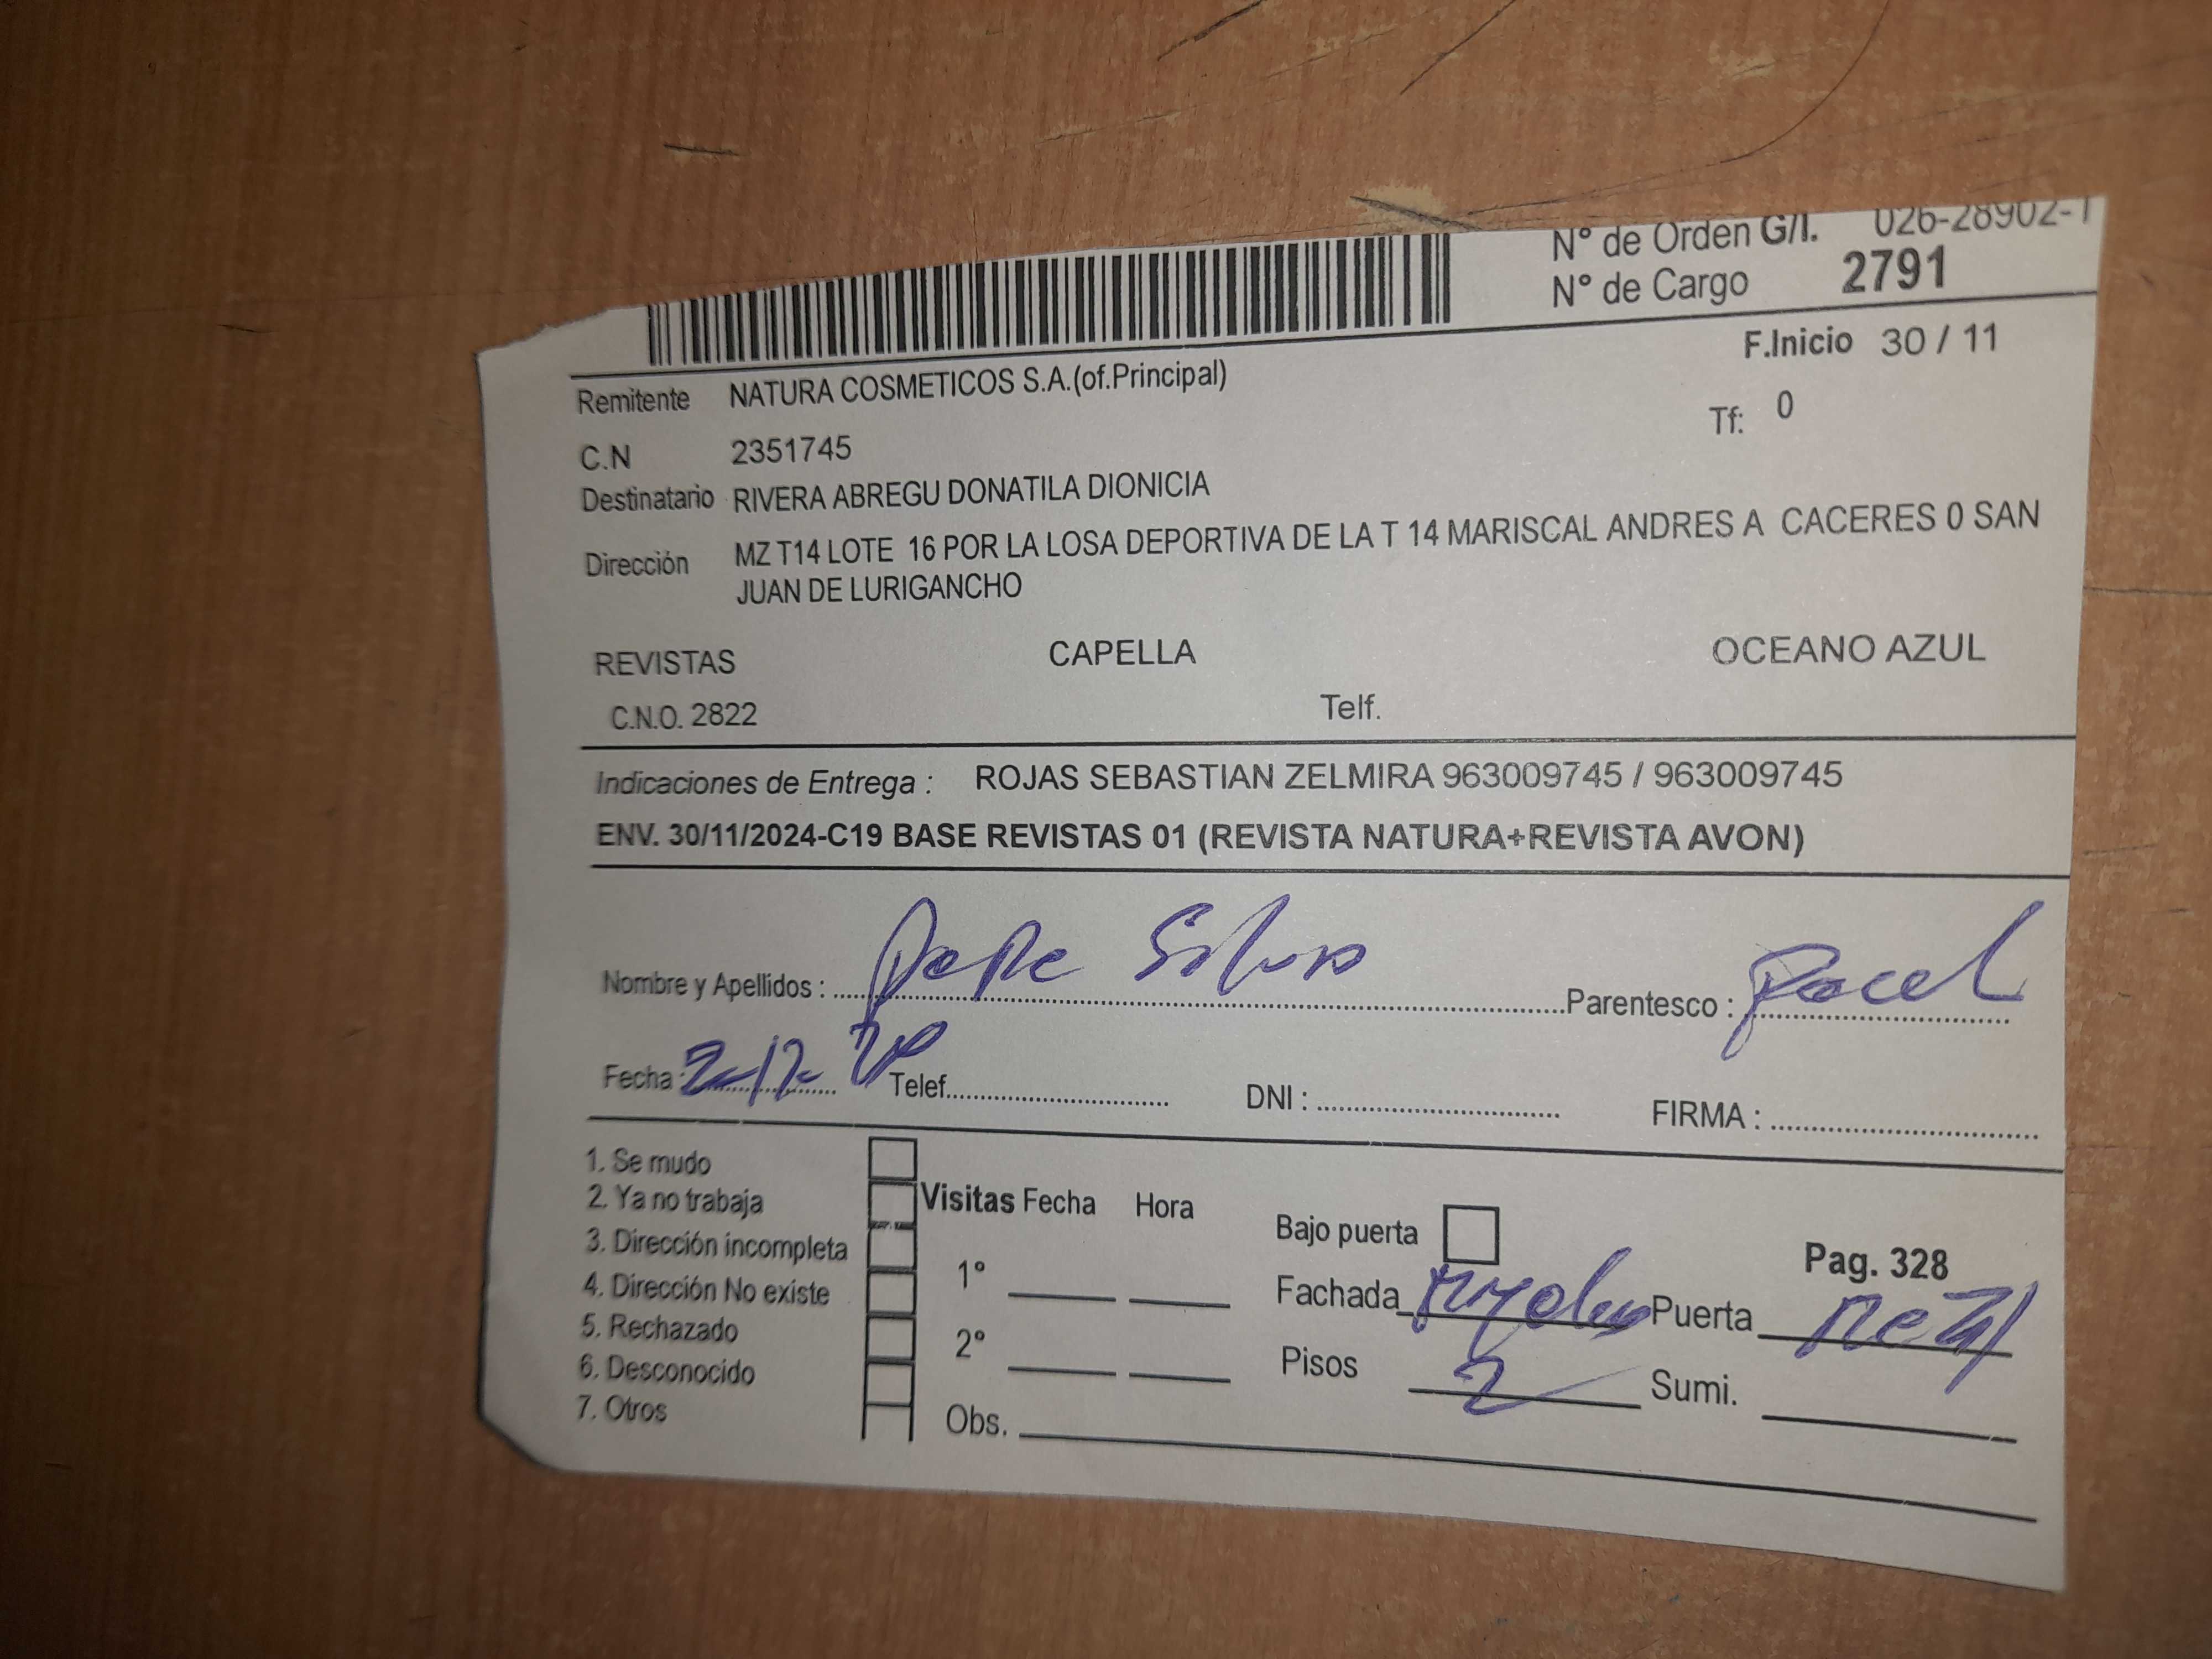 Nº de Orden G/I. 026-28902-1
Nº de Cargo 2791
F.Inicio 30 / 11
Remitente NATURA COSMETICOS S.A.(of.Principal)
Tf: 0
C.N 2351745
Destinatario RIVERA ABREGU DONATILA DIONICIA
Dirección MZ T14 LOTE 16 POR LA LOSA DEPORTIVA DE LA T 14 MARISCAL ANDRES A CACERES 0 SAN
JUAN DE LURIGANCHO
REVISTAS CAPELLA OCEANO AZUL
C.N.O. 2822 Telf.
Indicaciones de Entrega : ROJAS SEBASTIAN ZELMIRA 963009745 / 963009745
ENV. 30/11/2024-C19 BASE REVISTAS 01 (REVISTA NATURA+REVISTA AVON)
Nombre y Apellidos : Pepe Parentesco :
Fecha : Telef. DNI : FIRMA :
1. Se mudo
2. Ya no trabaja
3. Dirección incompleta
4. Dirección No existe
5. Rechazado
6. Desconocido
7. Otros
Visitas Fecha Hora
1°
2°
Obs.
Bajo puerta
Pag. 328
Fachada Puerta
Pisos 2 Sumi.